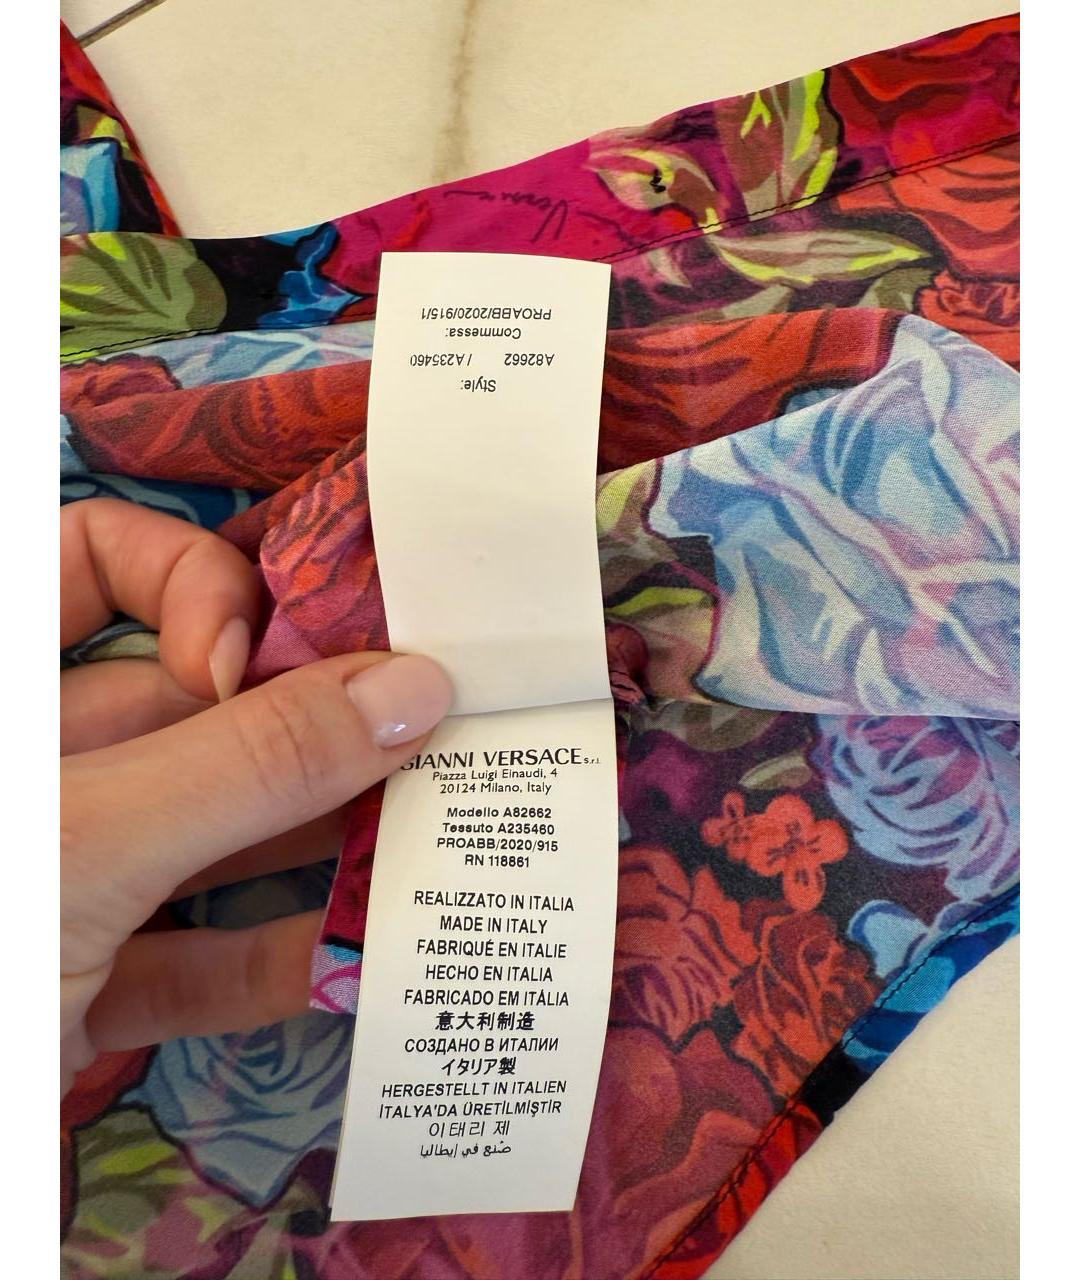 Versace
PROABB/2020/915/1
Commessa:
A82662 / A235460
Style:
GIANNI VERSACE s.r.l.
Piazza Luigi Einaudi, 4
20124 Milano, Italy
Modello A82662
Tessuto A235460
PROABB/2020/915
RN 118861
REALIZZATO IN ITALIA
MADE IN ITALY
FABRIQUÉ EN ITALIE
HECHO EN ITALIA
FABRICADO EM ITÁLIA
意大利制造
СОЗДАНО В ИТАЛИИ
イタリア製
HERGESTELLT IN ITALIEN
İTALYA'DA ÜRETİLMİŞTİR
이태리 제
صُنع في إيطاليا